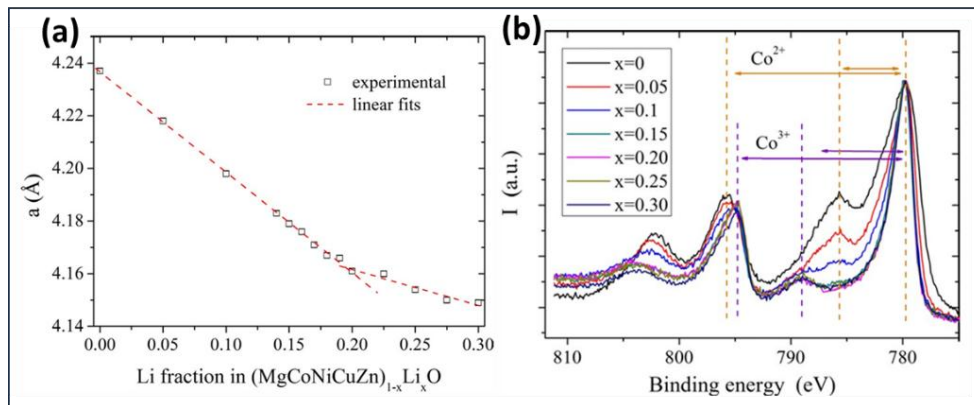 (a)
4.24
4.22
4.20
4.18
4.16
4.14
a (Å)
experimental
linear fits
0.00 0.05 0.10 0.15 0.20 0.25 0.30
Li fraction in (MgCoNiCuZn)1-xLixO
(b)
I (a.u.)
x=0
x=0.05
x=0.1
x=0.15
x=0.20
x=0.25
x=0.30
Co2+
Co3+
810 795 780 
Binding energy (eV)